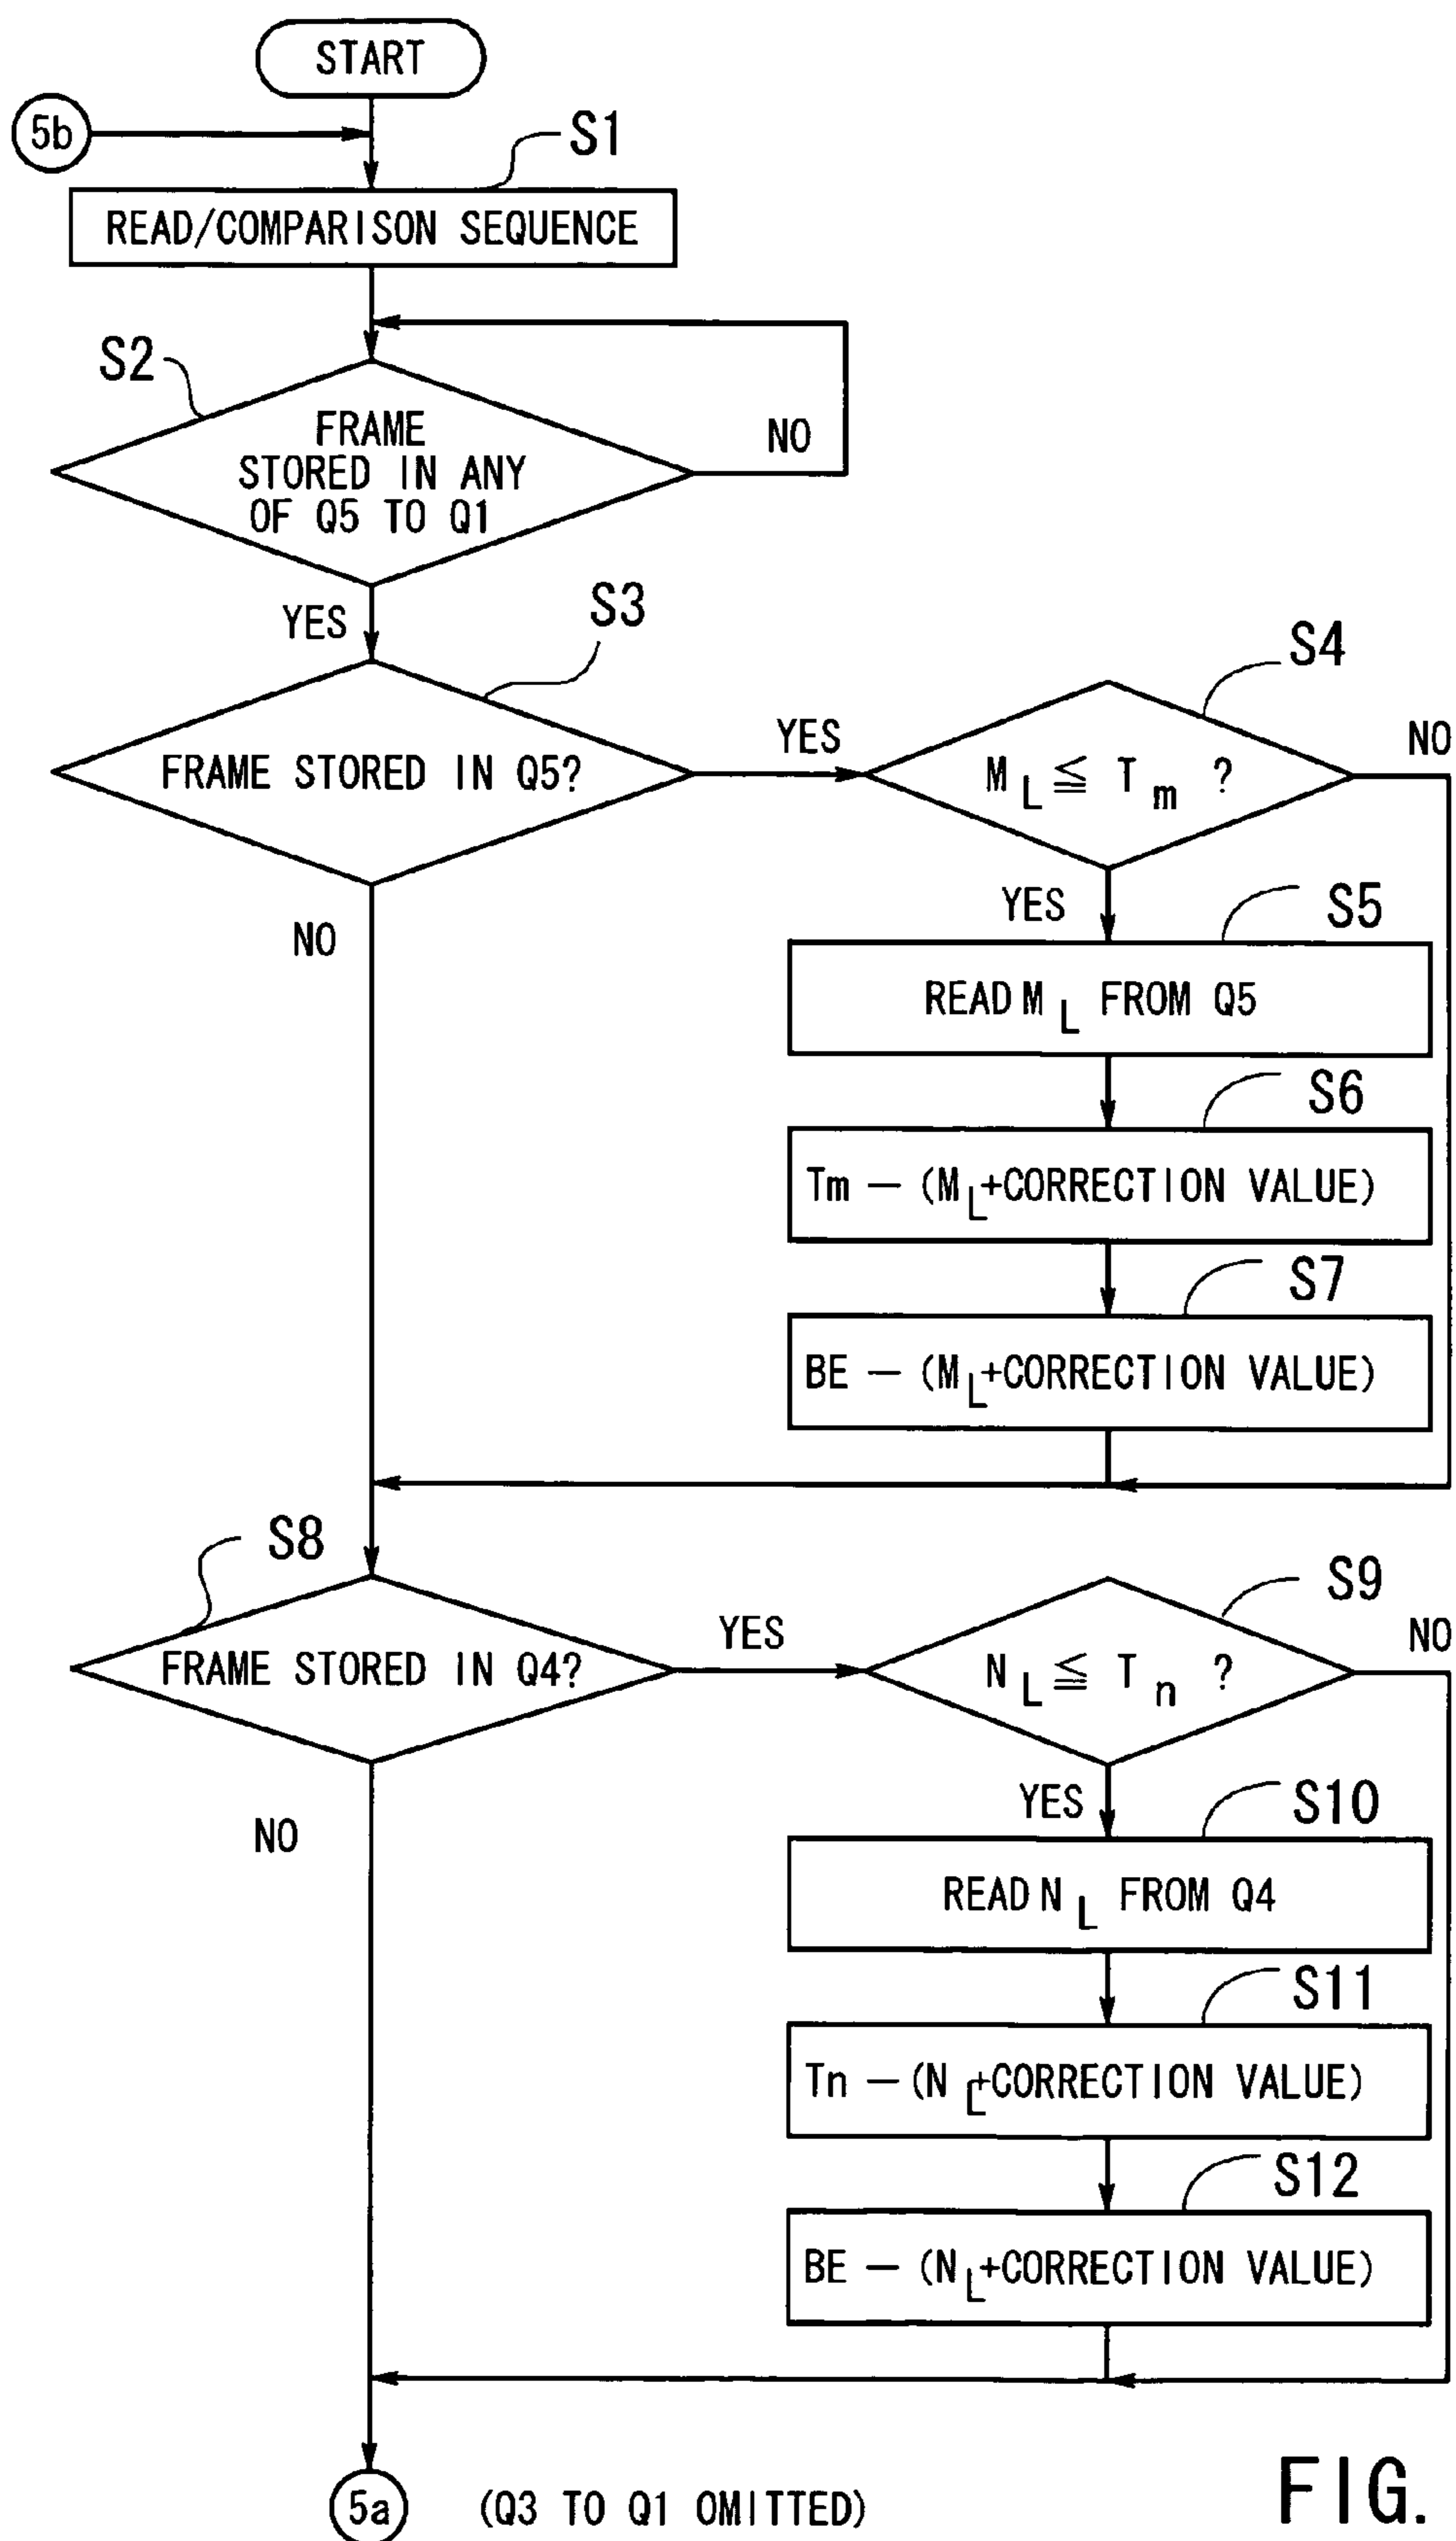 START
5b
S1
READ/COMPARISON SEQUENCE
S2
FRAME
STORED IN ANY
OF Q5 TO Q1
NO
YES
S3
FRAME STORED IN Q5?
YES
NO
S4
M L ≦ T m ?
NO
YES
S5
READ M L FROM Q5
S6
Tm — (M L+CORRECTION VALUE)
S7
BE — (M L+CORRECTION VALUE)
S8
FRAME STORED IN Q4?
YES
NO
S9
N L ≦ T n ?
NO
YES
S10
READ N L FROM Q4
S11
Tn — (N L+CORRECTION VALUE)
S12
BE — (N L+CORRECTION VALUE)
5a
(Q3 TO Q1 OMITTED)
FIG.